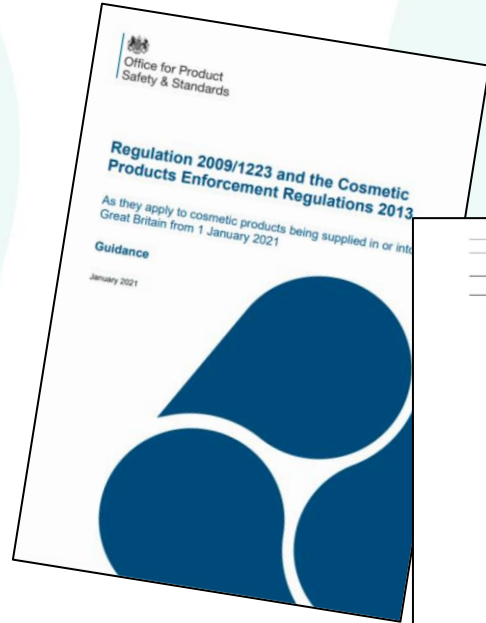 Office for Product
Safety & Standards
Regulation 2009/1223 and the Cosmetic
Products Enforcement Regulations 2013
As they apply to cosmetic products being supplied in or
Great Britain from 1 January 2021
Guidance
January 2021